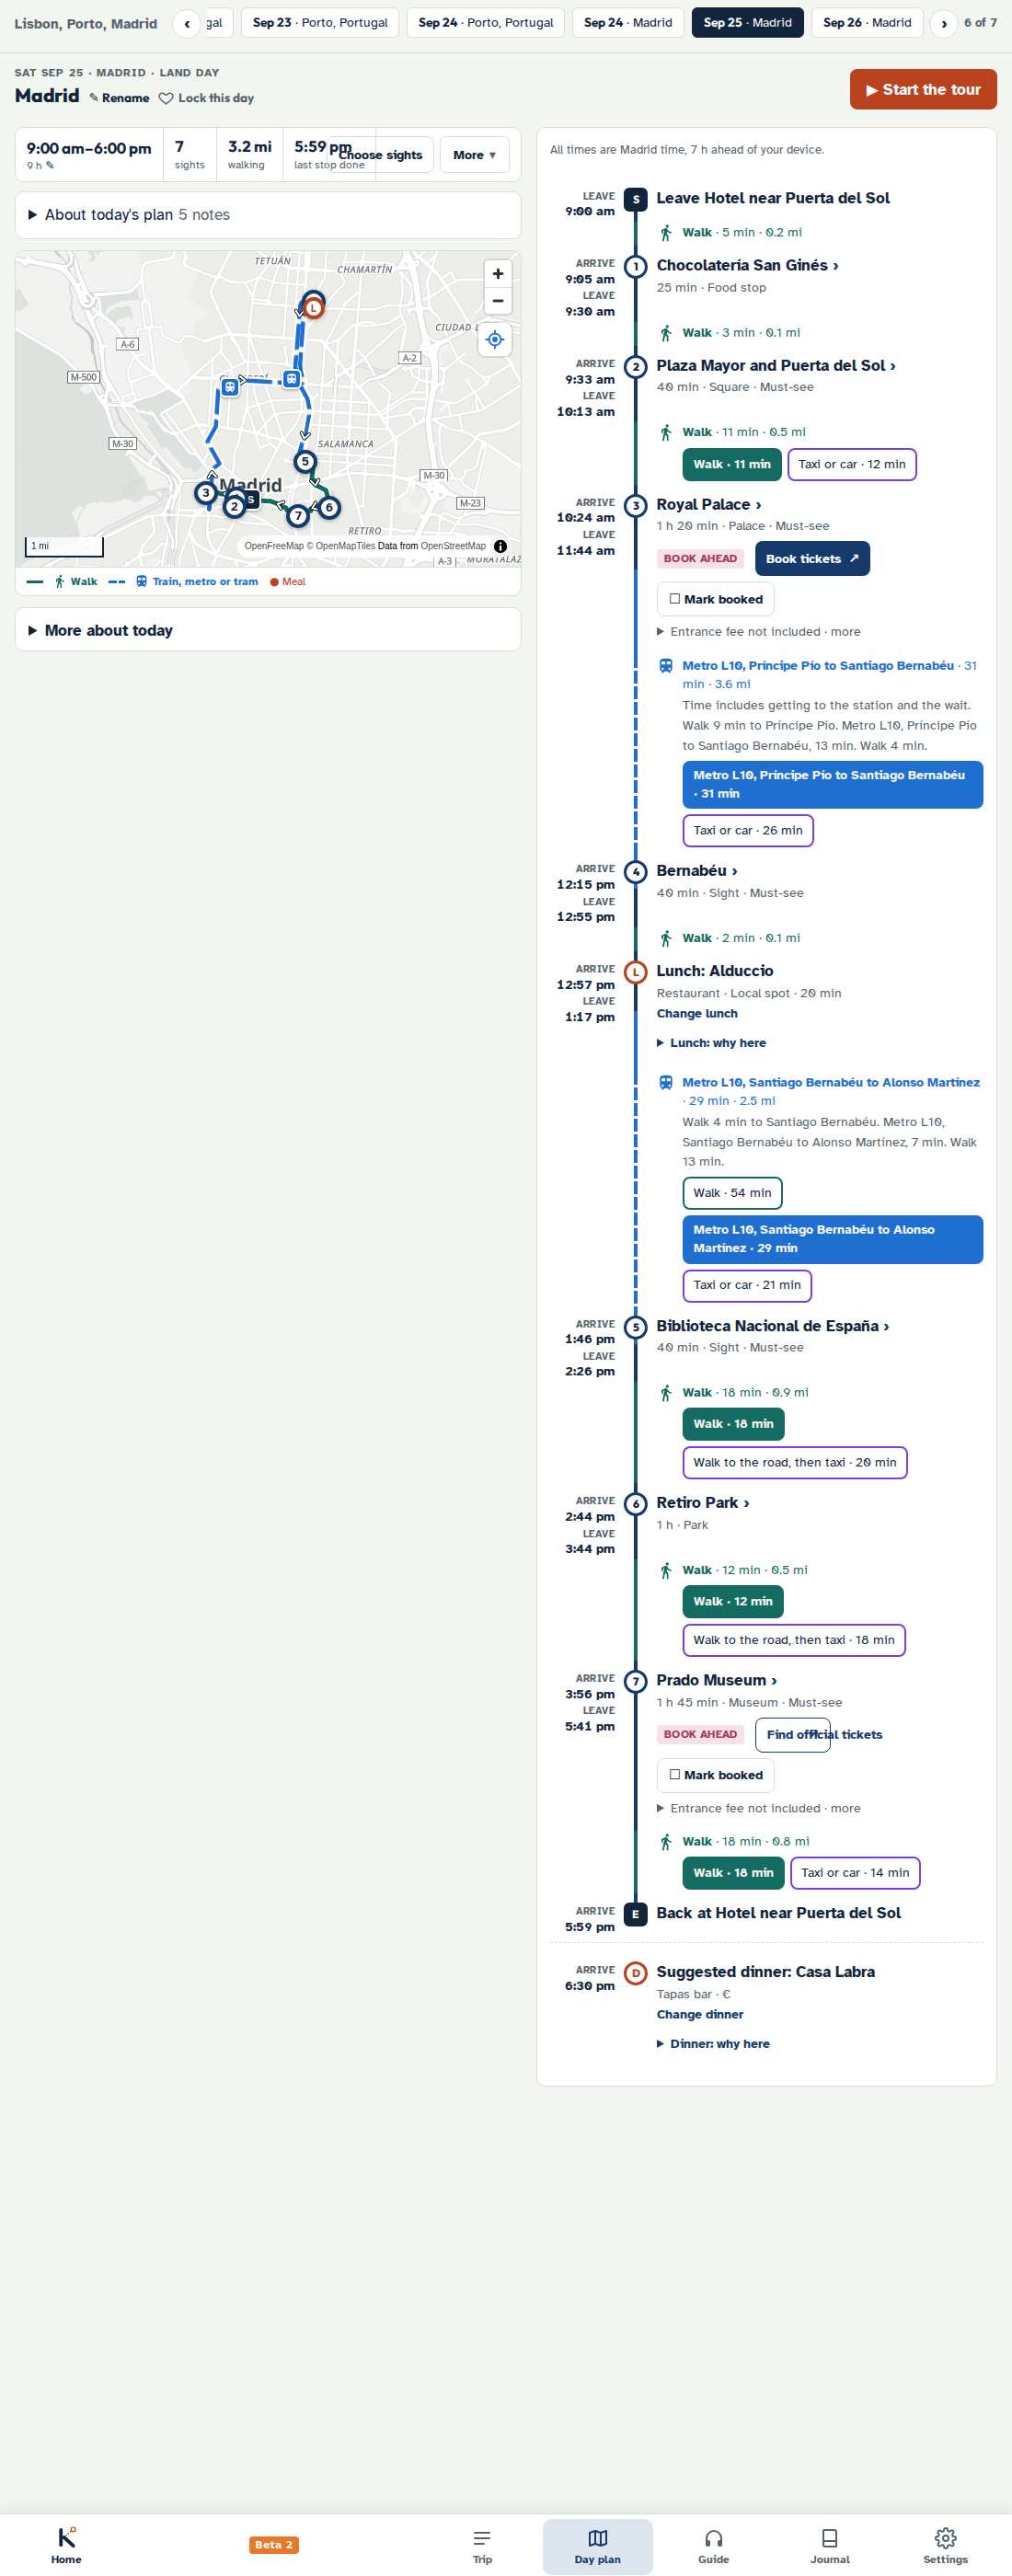 Lisbon, Porto, Madrid
‹
gal
Sep 23 · Porto, Portugal
Sep 24 · Porto, Portugal
Sep 24 · Madrid
Sep 25 · Madrid
Sep 26 · Madrid
›
6 of 7
SAT SEP 25 · MADRID · LAND DAY
Madrid ✎ Rename ♡ Lock this day
▶ Start the tour
9:00 am–6:00 pm
9 h ✎
7
sights
3.2 mi
walking
5:59 pm
last stop done
Choose sights
More ▾
▶ About today's plan 5 notes
TETUÁN
CHAMARTÍN
CIUDAD L
A-6
A-2
M-500
M-30
SALAMANCA
M-30
M-23
Madrid
RETIRO
A-3
MORATALAZ
L
S
2
3
5
6
7
+
−
1 mi
OpenFreeMap © OpenMapTiles Data from OpenStreetMap
Walk
Train, metro or tram
Meal
▶ More about today
All times are Madrid time, 7 h ahead of your device.
LEAVE
9:00 am
S
Leave Hotel near Puerta del Sol
Walk · 5 min · 0.2 mi
ARRIVE
9:05 am
LEAVE
9:30 am
1
Chocolatería San Ginés ›
25 min · Food stop
Walk · 3 min · 0.1 mi
ARRIVE
9:33 am
LEAVE
10:13 am
2
Plaza Mayor and Puerta del Sol ›
40 min · Square · Must-see
Walk · 11 min · 0.5 mi
Walk · 11 min
Taxi or car · 12 min
ARRIVE
10:24 am
LEAVE
11:44 am
3
Royal Palace ›
1 h 20 min · Palace · Must-see
BOOK AHEAD
Book tickets ↗
☐ Mark booked
▶ Entrance fee not included · more
Metro L10, Príncipe Pío to Santiago Bernabéu · 31
min · 3.6 mi
Time includes getting to the station and the wait.
Walk 9 min to Príncipe Pío. Metro L10, Príncipe Pío
to Santiago Bernabéu, 13 min. Walk 4 min.
Metro L10, Príncipe Pío to Santiago Bernabéu
· 31 min
Taxi or car · 26 min
ARRIVE
12:15 pm
LEAVE
12:55 pm
4
Bernabéu ›
40 min · Sight · Must-see
Walk · 2 min · 0.1 mi
ARRIVE
12:57 pm
LEAVE
1:17 pm
L
Lunch: Alduccio
Restaurant · Local spot · 20 min
Change lunch
▶ Lunch: why here
Metro L10, Santiago Bernabéu to Alonso Martínez
· 29 min · 2.5 mi
Walk 4 min to Santiago Bernabéu. Metro L10,
Santiago Bernabéu to Alonso Martínez, 7 min. Walk
13 min.
Walk · 54 min
Metro L10, Santiago Bernabéu to Alonso
Martínez · 29 min
Taxi or car · 21 min
ARRIVE
1:46 pm
LEAVE
2:26 pm
5
Biblioteca Nacional de España ›
40 min · Sight · Must-see
Walk · 18 min · 0.9 mi
Walk · 18 min
Walk to the road, then taxi · 20 min
ARRIVE
2:44 pm
LEAVE
3:44 pm
6
Retiro Park ›
1 h · Park
Walk · 12 min · 0.5 mi
Walk · 12 min
Walk to the road, then taxi · 18 min
ARRIVE
3:56 pm
LEAVE
5:41 pm
7
Prado Museum ›
1 h 45 min · Museum · Must-see
BOOK AHEAD
Find official tickets
☐ Mark booked
▶ Entrance fee not included · more
Walk · 18 min · 0.8 mi
Walk · 18 min
Taxi or car · 14 min
ARRIVE
5:59 pm
E
Back at Hotel near Puerta del Sol
ARRIVE
6:30 pm
D
Suggested dinner: Casa Labra
Tapas bar · €
Change dinner
▶ Dinner: why here
Home
Beta 2
Trip
Day plan
Guide
Journal
Settings